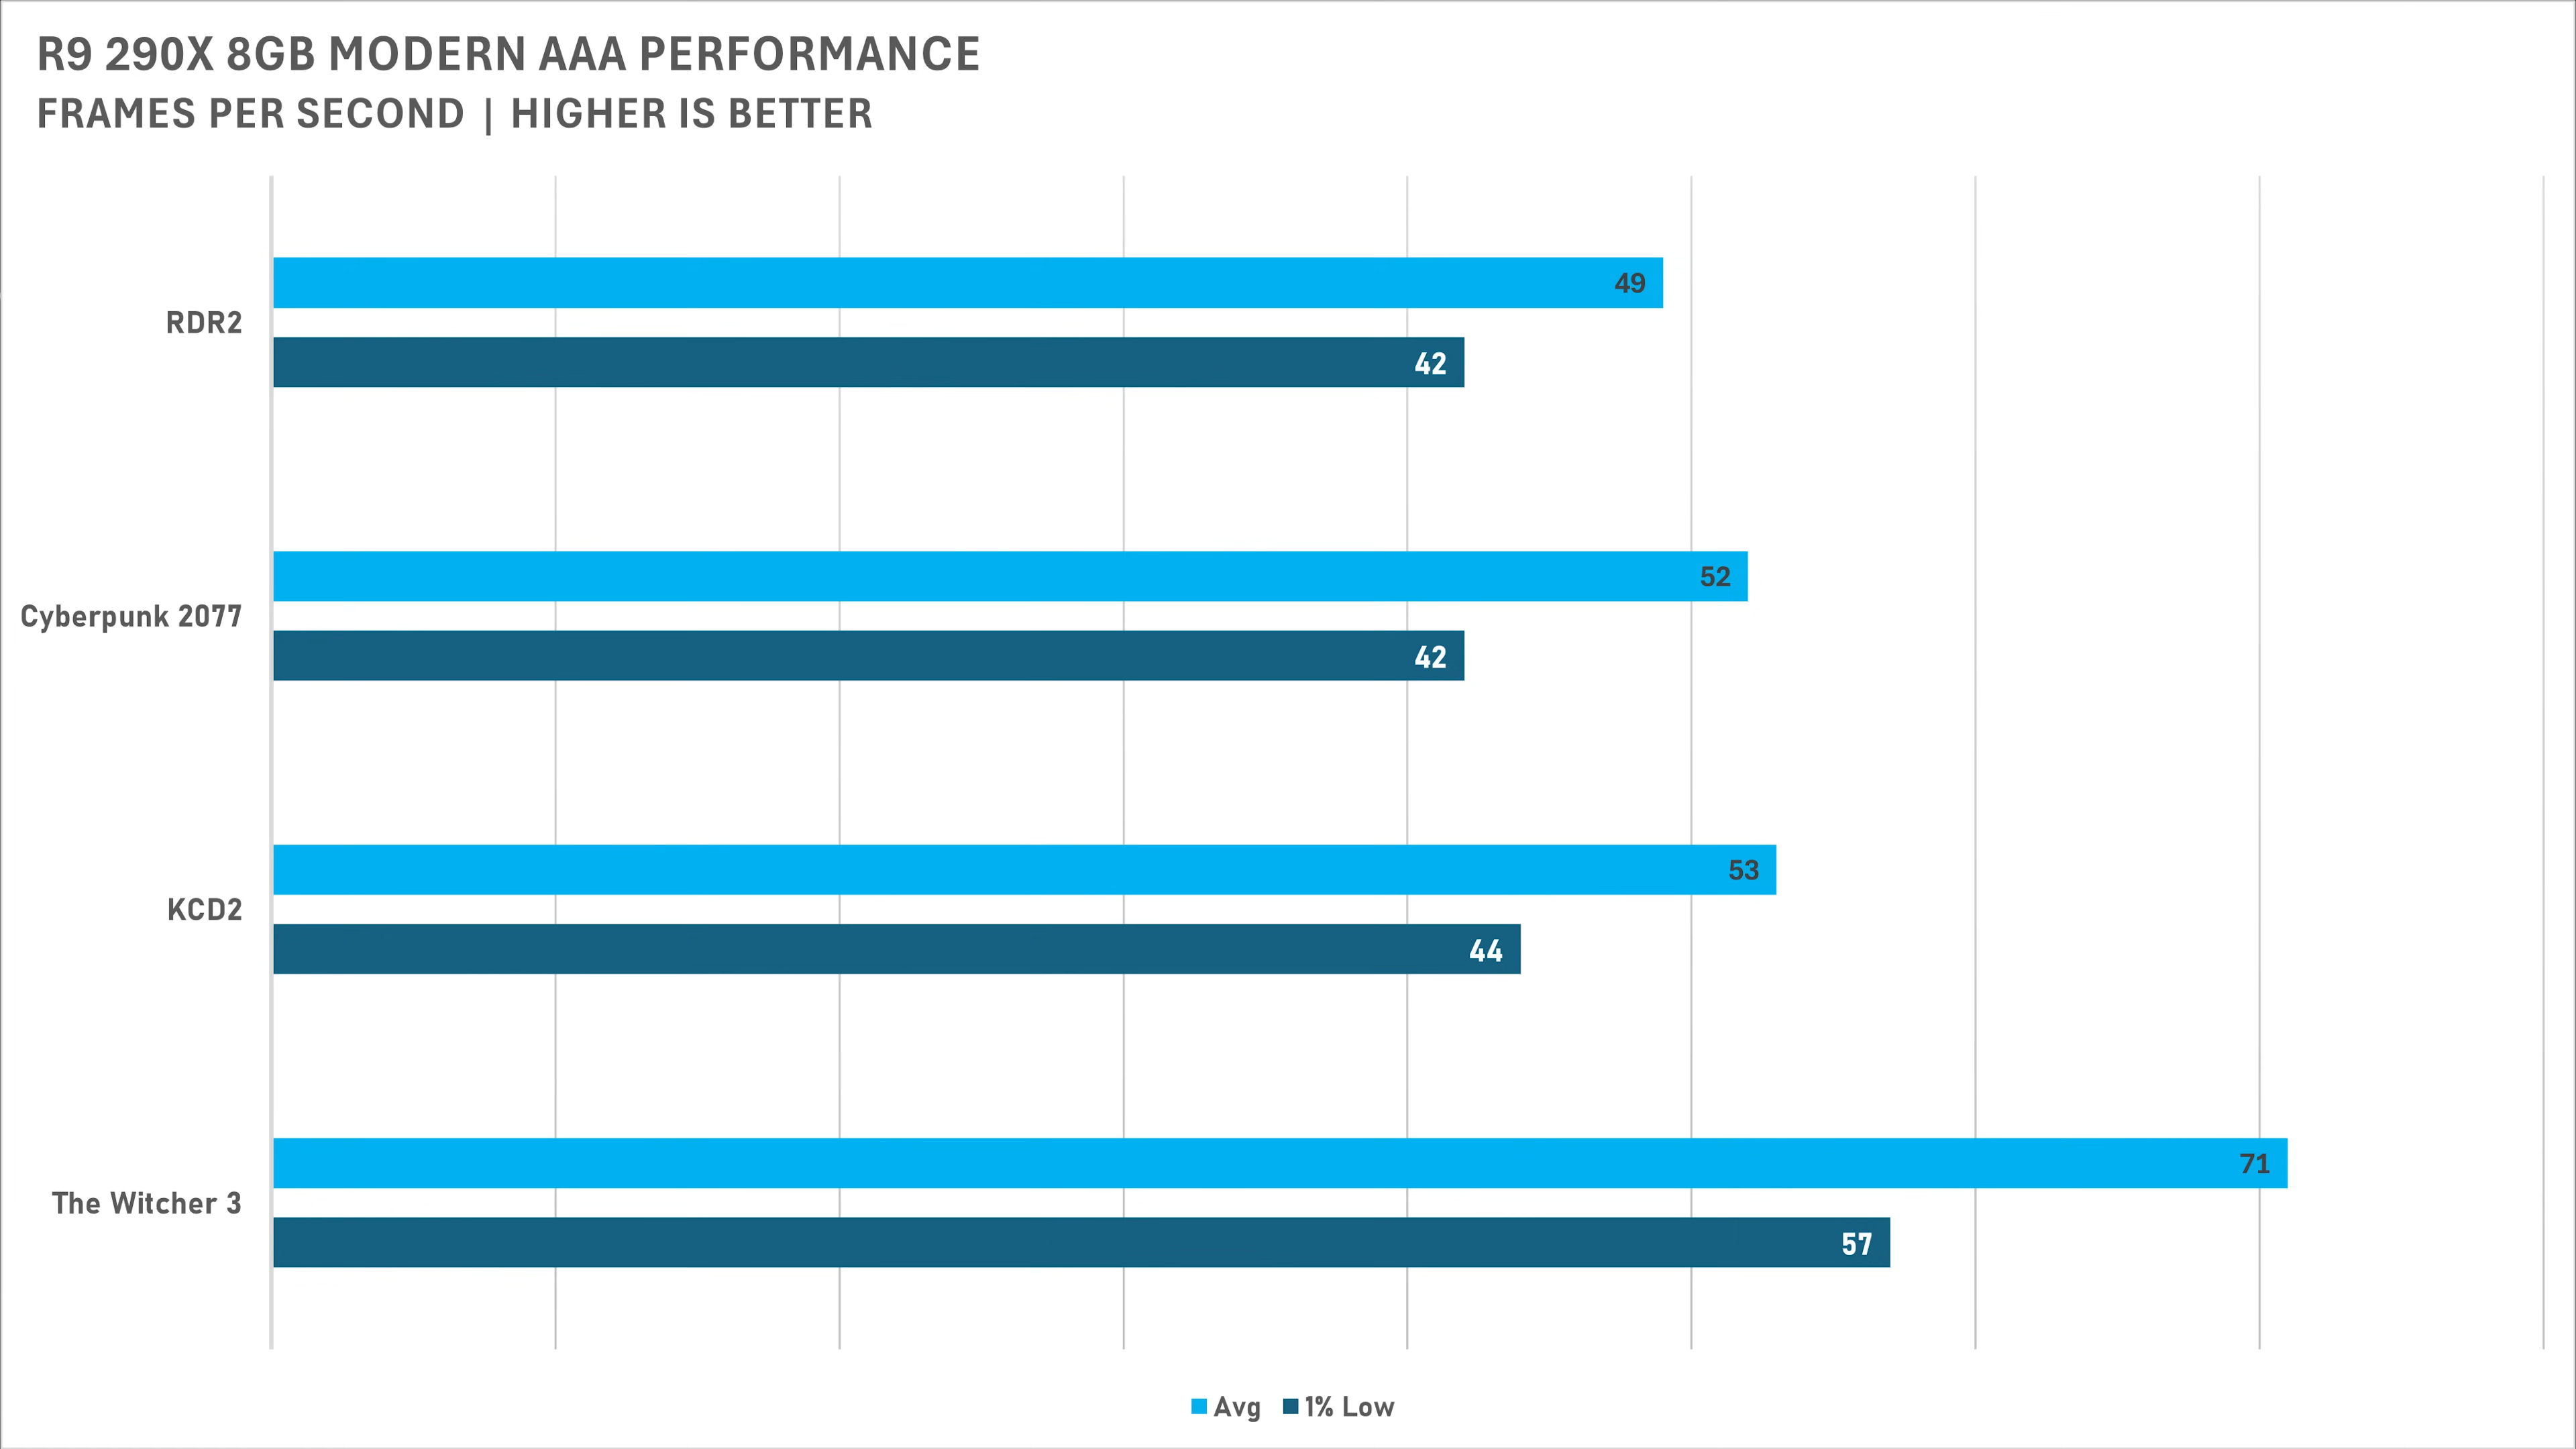 R9 290X 8GB MODERN AAA PERFORMANCE
FRAMES PER SECOND | HIGHER IS BETTER
49
RDR2
42
52
Cyberpunk 2077
42
53
KCD2
44
71
The Witcher 3
57
Avg 1% Low